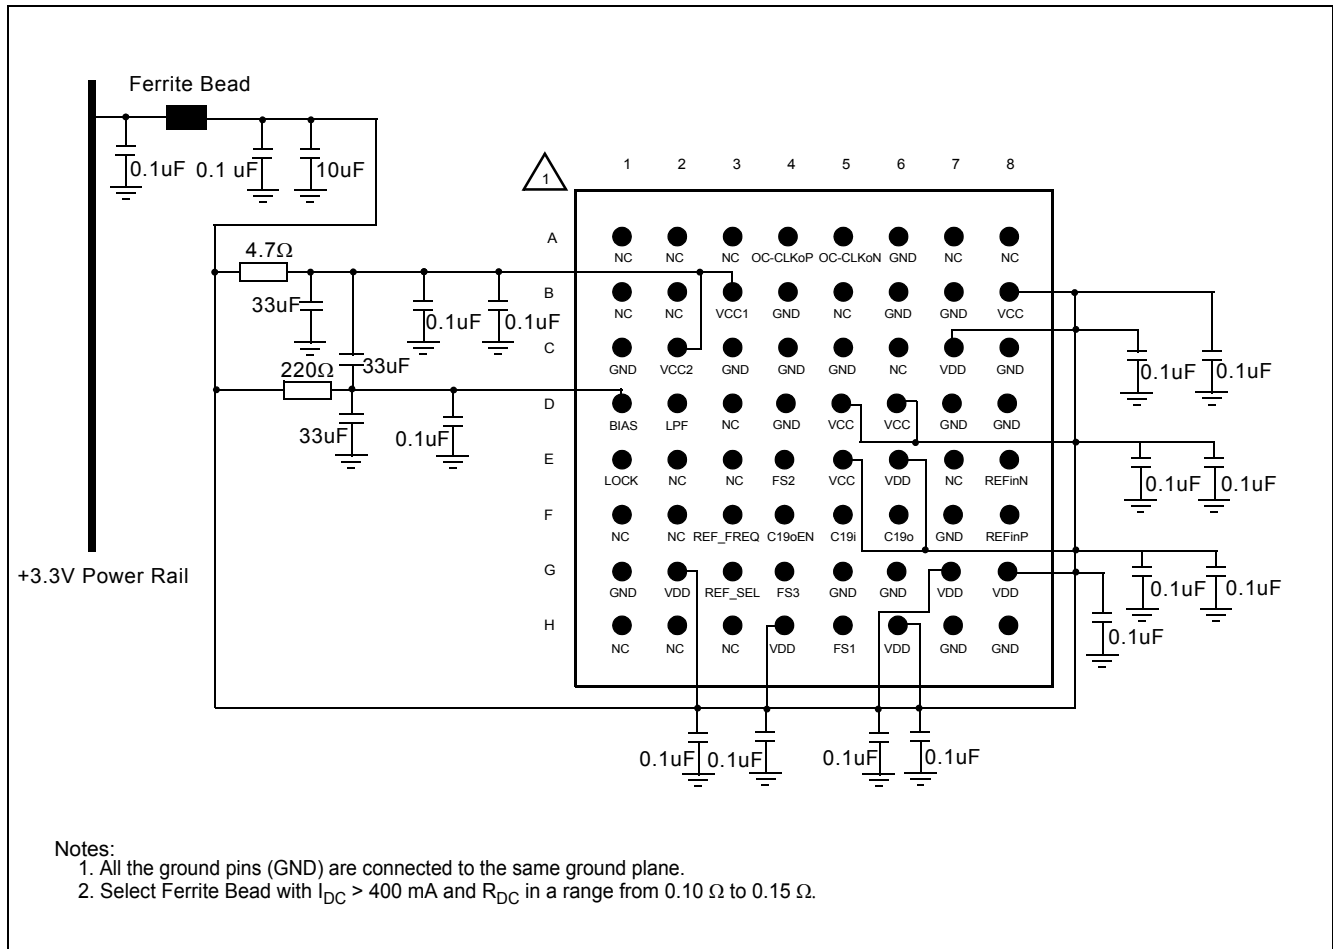 Ferrite Bead
0.1uF 0.1 uF 10uF
+3.3V Power Rail
4.7Ω
33uF 0.1uF 0.1uF
33uF
220Ω
33uF 0.1uF
1
1 2 3 4 5 6 7 8
A
NC NC NC OC-CLKoP OC-CLKoN GND NC NC
B
NC NC VCC1 GND NC GND GND VCC
C
GND VCC2 GND GND GND NC VDD GND
D
BIAS LPF NC GND VCC VCC GND GND
E
LOCK NC NC FS2 VCC VDD NC REFinN
F
NC NC REF_FREQ C19oEN C19i C19o GND REFinP
G
GND VDD REF_SEL FS3 GND GND VDD VDD
H
NC NC NC VDD FS1 VDD GND GND
0.1uF 0.1uF
0.1uF 0.1uF
0.1uF 0.1uF
0.1uF
0.1uF 0.1uF 0.1uF 0.1uF
Notes:
1. All the ground pins (GND) are connected to the same ground plane.
2. Select Ferrite Bead with IDC > 400 mA and RDC in a range from 0.10 Ω to 0.15 Ω.